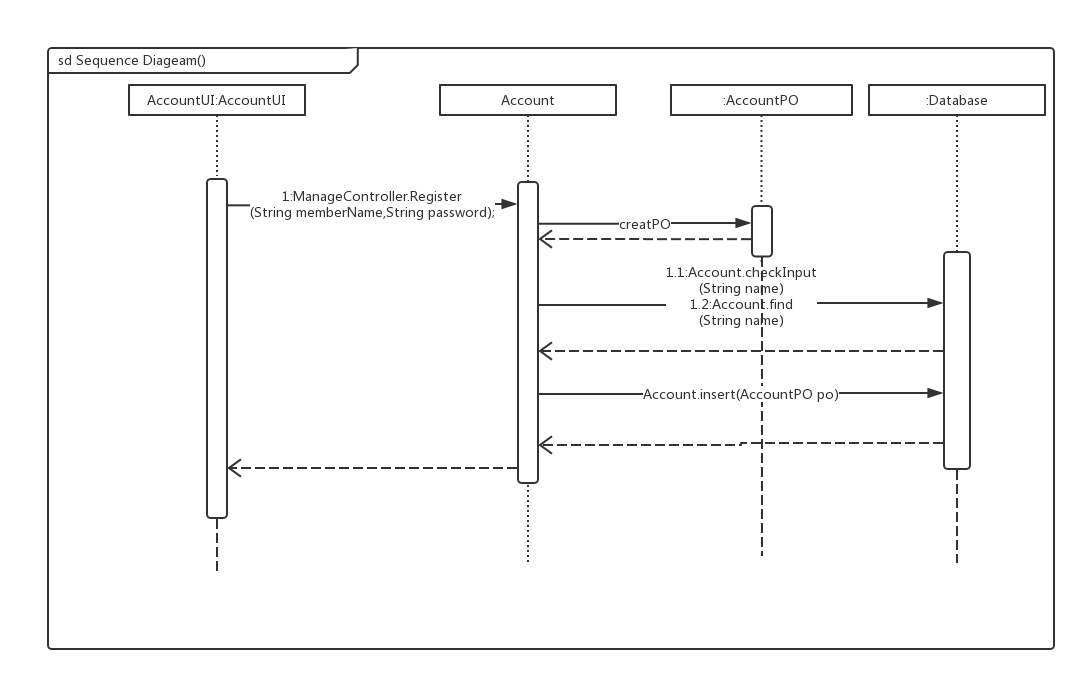 sd Sequence Diageam()
AccountUI:AccountUI
Account
:AccountPO
:Database
1:ManageController.Register
(String memberName,String password);
creatPO
1.1:Account.checkInput
(String name)
1.2:Account.find
(String name)
Account.insert(AccountPO po)